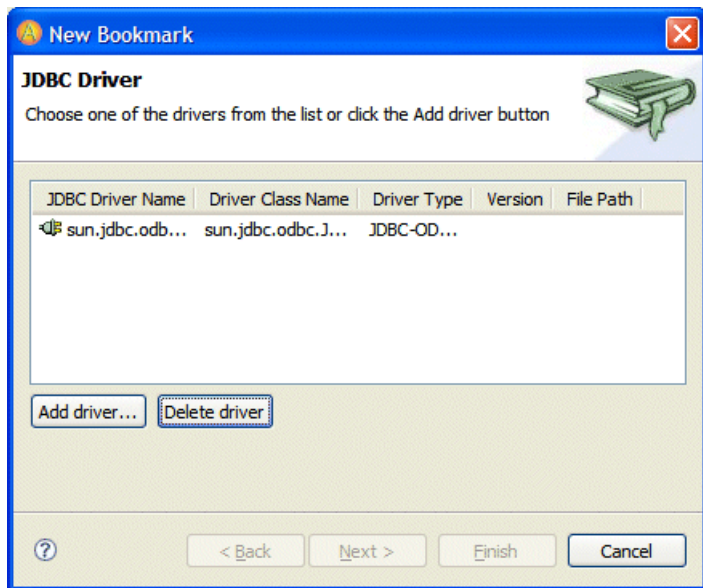 New Bookmark
JDBC Driver
Choose one of the drivers from the list or click the Add driver button
JDBC Driver Name Driver Class Name Driver Type Version File Path
sun.jdbc.odb... sun.jdbc.odbc.J... JDBC-OD...
Add driver... Delete driver
? < Back Next > Finish Cancel